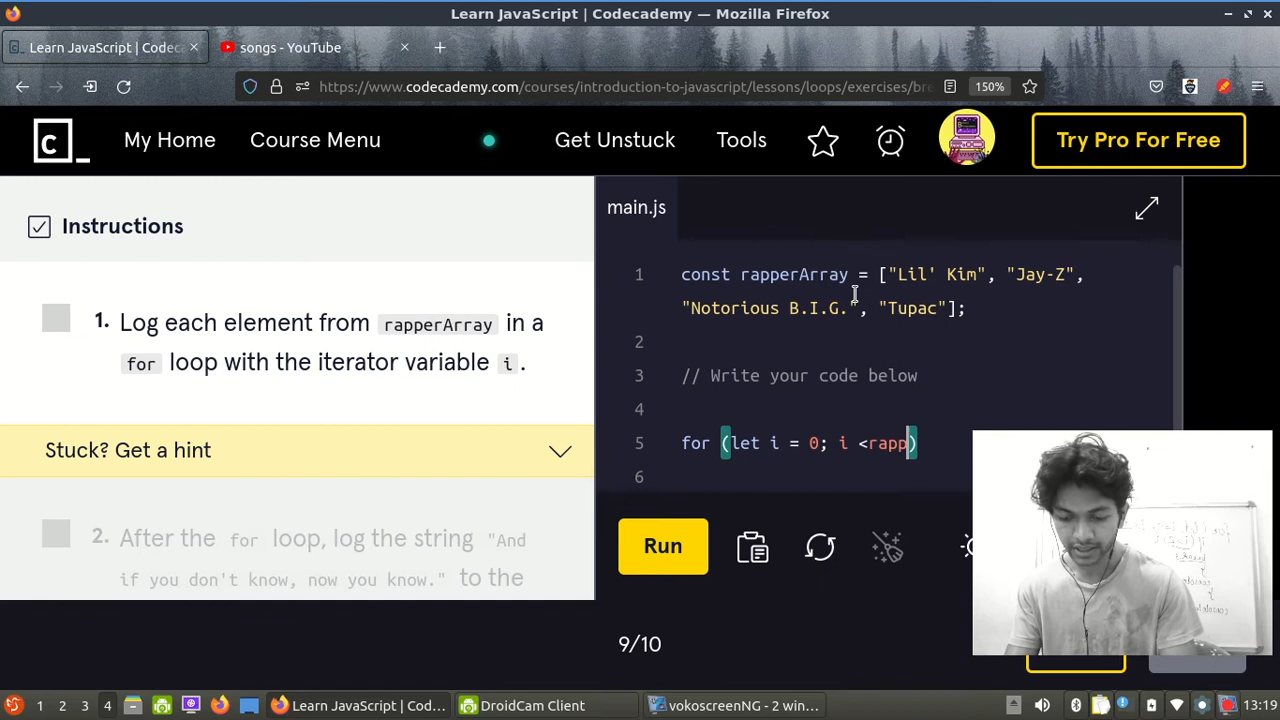 Learn JavaScript | Codecademy — Mozilla Firefox
Learn JavaScript | Codec
songs - YouTube
https://www.codecademy.com/courses/introduction-to-javascript/lessons/loops/exercises/bre
150%
c_
My Home
Course Menu
Get Unstuck
Tools
Try Pro For Free
Instructions
1. Log each element from rapperArray in a
for loop with the iterator variable i.
Stuck? Get a hint
2. After the for loop, log the string "And
if you don't know, now you know." to the
main.js
1 const rapperArray = ["Lil' Kim", "Jay-Z",
"Notorious B.I.G.", "Tupac"];
2
3 // Write your code below
4
5 for (let i = 0; i <rapp)
6
Run
9/10
1 2 3 4
Learn JavaScript | Cod...
DroidCam Client
vokoscreenNG - 2 win...
13:19